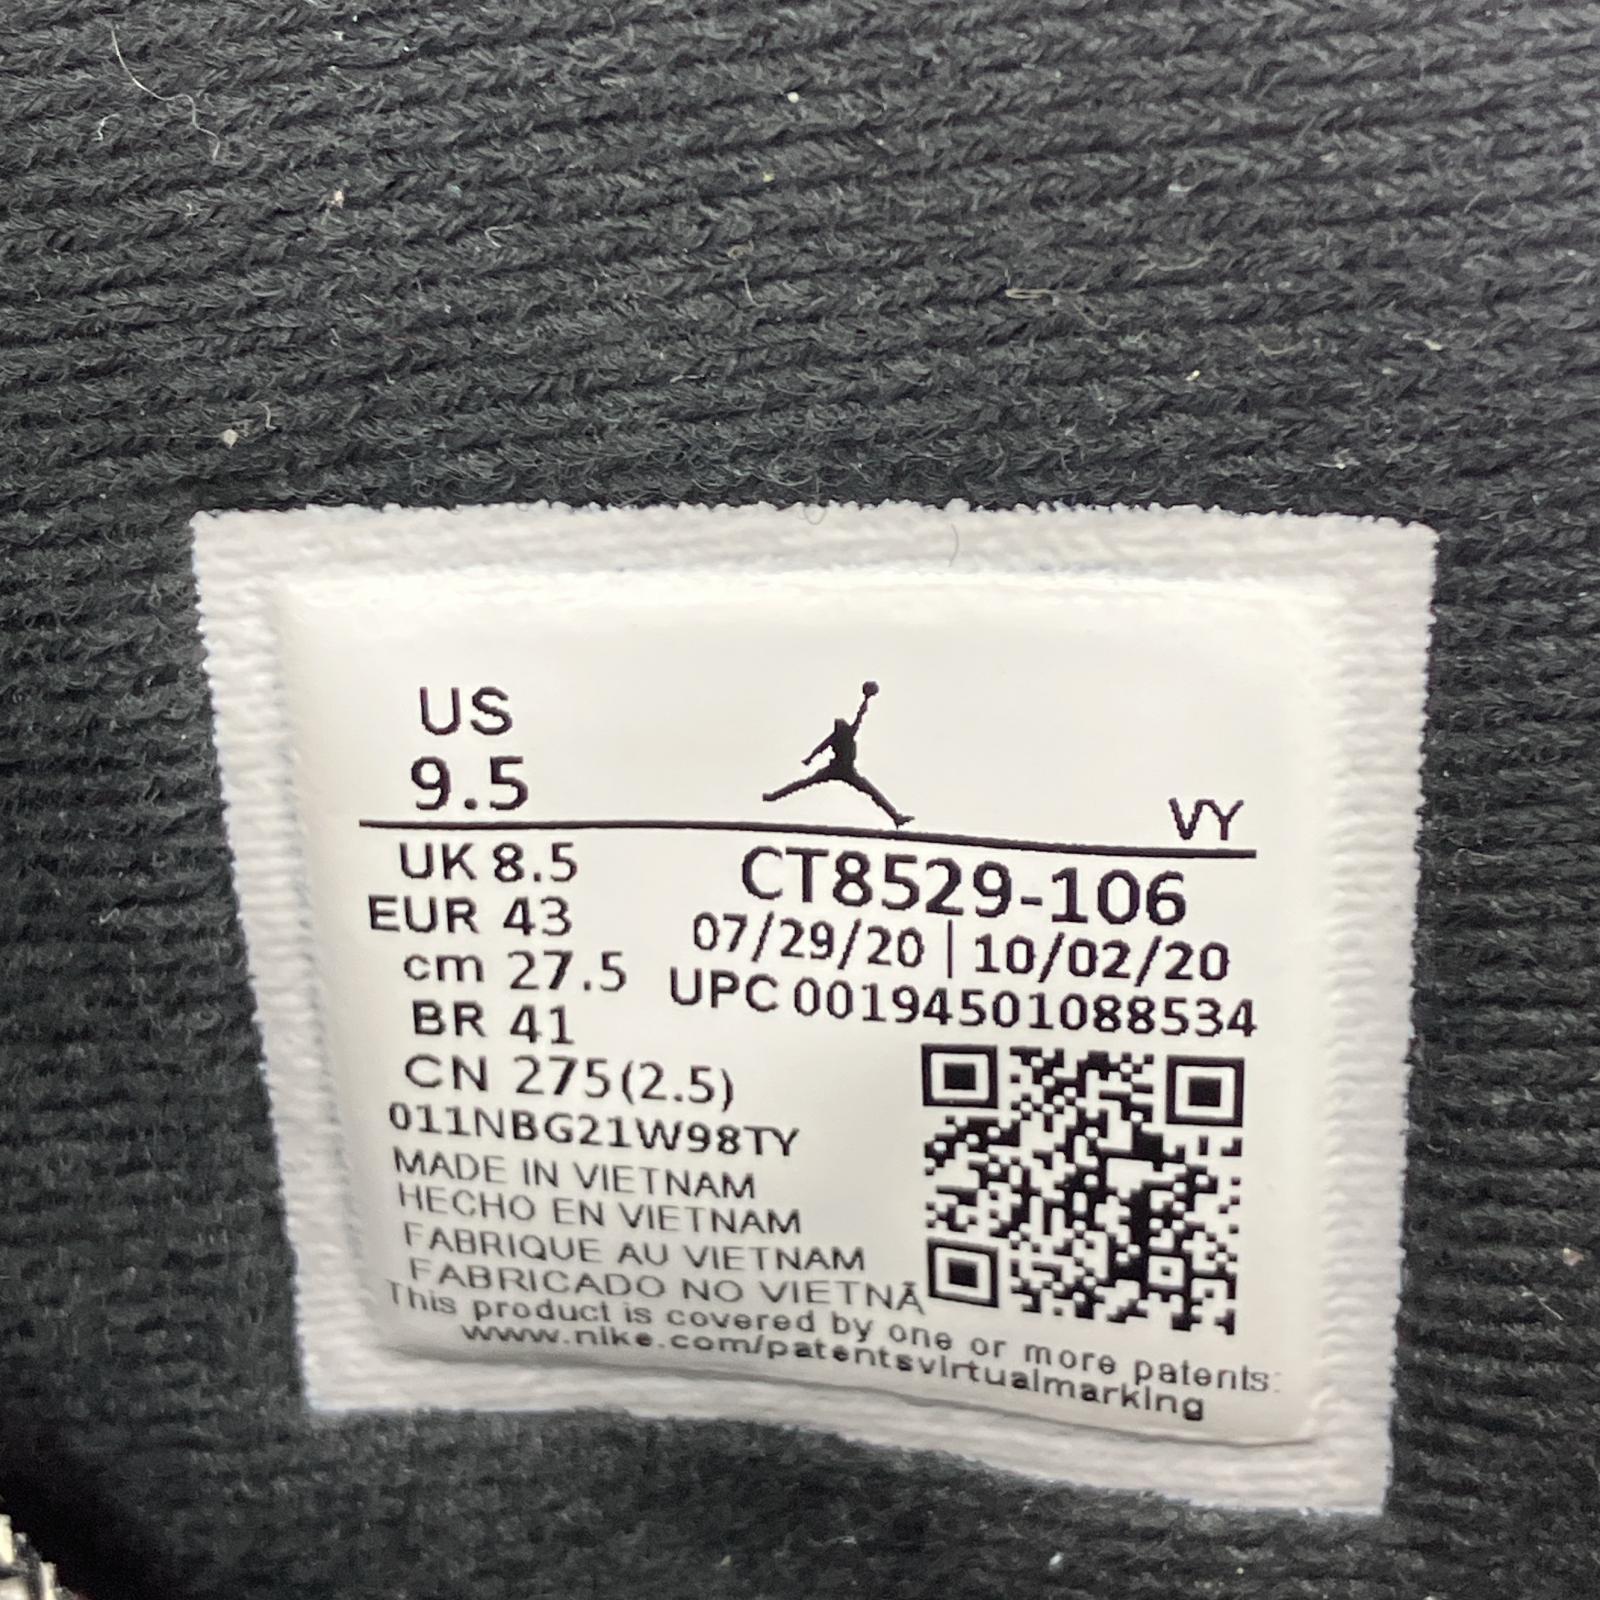 US
9.5
VY
UK 8.5
EUR 43
cm 27.5
BR 41
CN 275(2.5)
CT8529-106
07/29/20 | 10/02/20
UPC 00194501088534
011NBG21W98TY
MADE IN VIETNAM
HECHO EN VIETNAM
FABRIQUE AU VIETNAM
FABRICADO NO VIETNÃ
This product is covered by one or more patents:
www.nike.com/patentsvirtualmarking